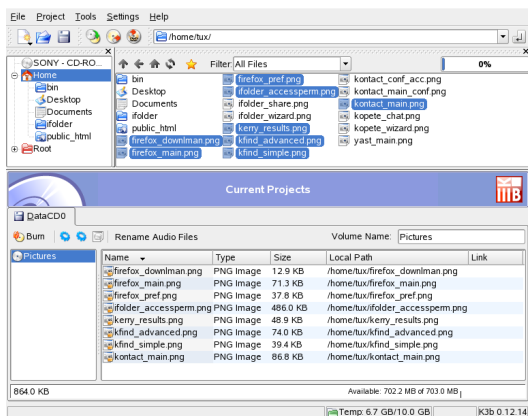 File Project Tools Settings Help
/home/tux/
SONY - CD-RO...
Home
bin
Desktop
Documents
ifolder
public_html
Root
Filter: All Files
0%
bin
Desktop
Documents
ifolder
public_html
firefox_downlman.png
firefox_main.png
firefox_pref.png
ifolder_accessperm.png
ifolder_share.png
ifolder_wizard.png
kerry_results.png
kfind_advanced.png
kfind_simple.png
kontact_conf_acc.png
kontact_main_conf.png
kontact_main.png
kopete_chat.png
kopete_wizard.png
yast_main.png
Current Projects
DataCD0
Burn Rename Audio Files Volume Name: Pictures
Pictures
Name Type Size Local Path Link
firefox_downlman.png PNG Image 12.9 KB /home/tux/firefox_downlman.png
firefox_main.png PNG Image 71.3 KB /home/tux/firefox_main.png
firefox_pref.png PNG Image 37.8 KB /home/tux/firefox_pref.png
ifolder_accessperm.png PNG Image 486.0 KB /home/tux/ifolder_accessperm.png
kerry_results.png PNG Image 48.9 KB /home/tux/kerry_results.png
kfind_advanced.png PNG Image 74.0 KB /home/tux/kfind_advanced.png
kfind_simple.png PNG Image 39.4 KB /home/tux/kfind_simple.png
kontact_main.png PNG Image 86.8 KB /home/tux/kontact_main.png
864.0 KB Available: 702.2 MB of 703.0 MB
Temp: 6.7 GB/10.0 GB K3b 0.12.14